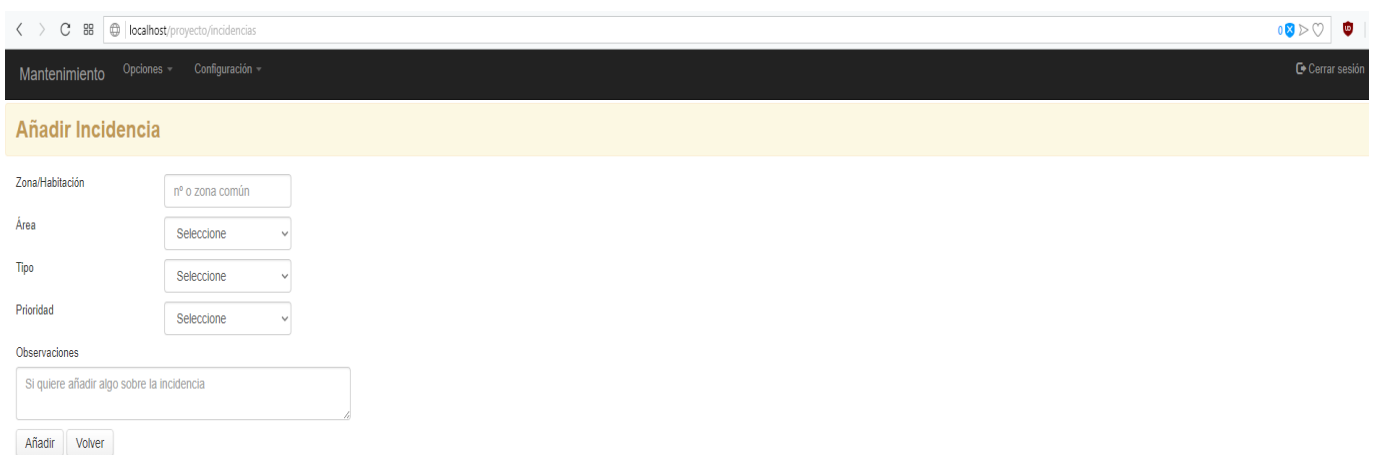 localhost/proyecto/incidencias 0
Mantenimiento Opciones Configuración Cerrar sesión
Añadir Incidencia
Zona/Habitación nº o zona común
Área Seleccione
Tipo Seleccione
Prioridad Seleccione
Observaciones
Si quiere añadir algo sobre la incidencia
Añadir Volver